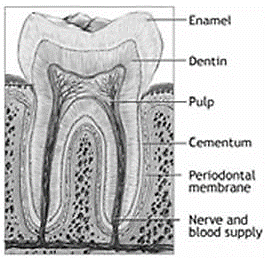 Enamel
Dentin
Pulp
Cementum
Periodontal
membrane
Nerve and
blood supply